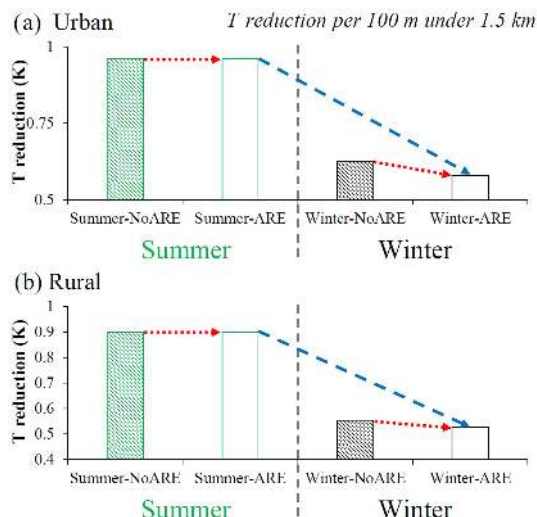 (a) Urban T reduction per 100 m under 1.5 km
T reduction (K)
1
0.75
0.5
Summer-NoARE Summer-ARE Winter-NoARE Winter-ARE
Summer Winter
(b) Rural
T reduction (K)
1
0.9
0.8
0.7
0.6
0.5
0.4
Summer-NoARE Summer-ARE Winter-NoARE Winter-ARE
Summer Winter